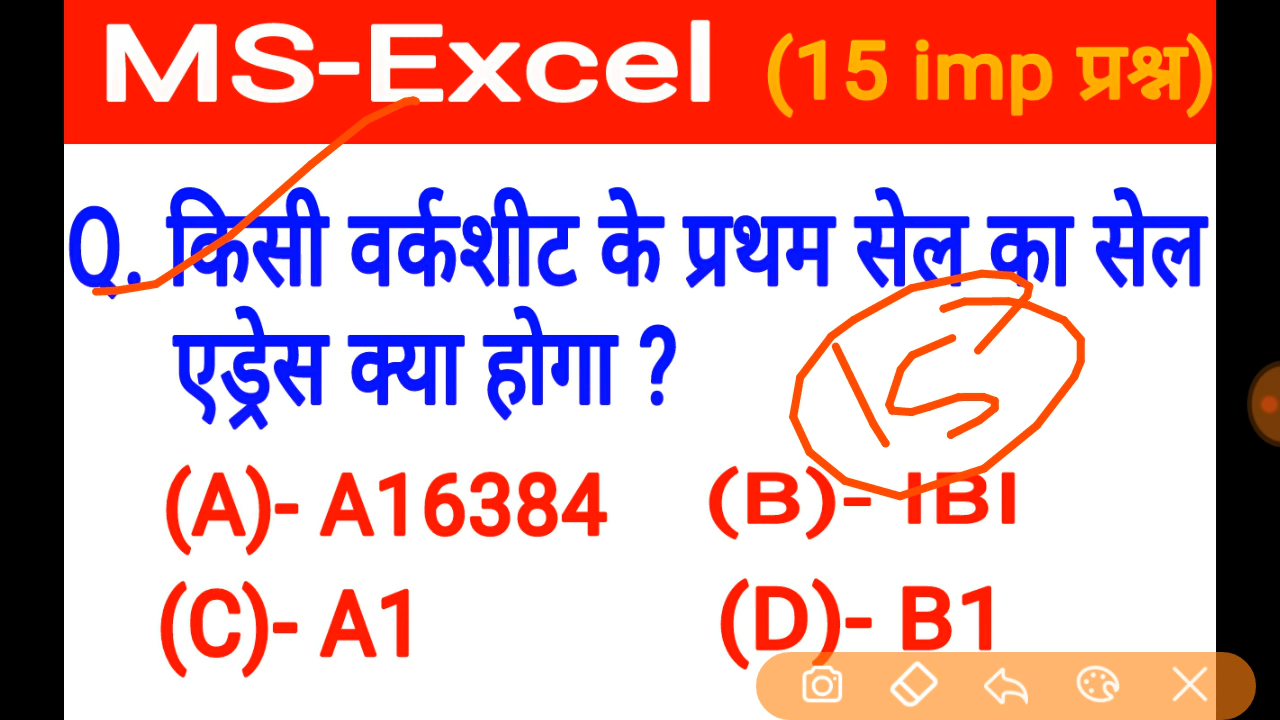 MS-Excel (15 imp प्रश्न)
Q. किसी वर्कशीट के प्रथम सेल का सेल
एड्रेस क्या होगा ?
15
(A)- A16384 (B)- IBI
(C)- A1 (D)- B1